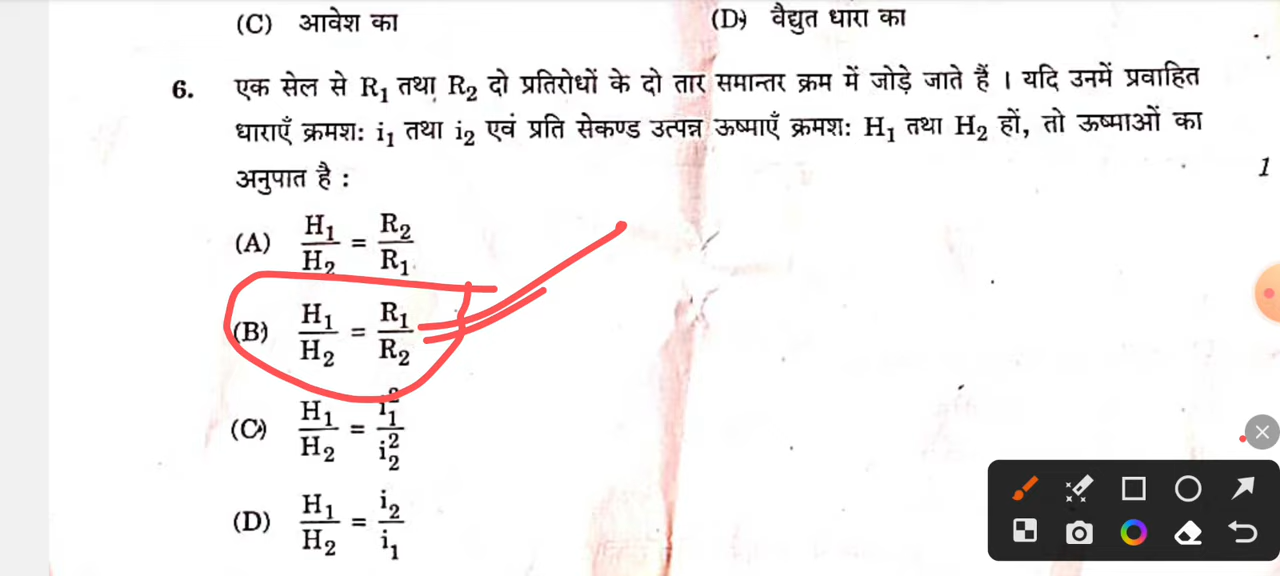 (C) आवेश का
(D) वैद्युत धारा का
6. एक सेल से R₁ तथा R₂ दो प्रतिरोधों के दो तार समान्तर क्रम में जोड़े जाते हैं । यदि उनमें प्रवाहित
धाराएँ क्रमश: i₁ तथा i₂ एवं प्रति सेकण्ड उत्पन्न ऊष्माएँ क्रमश: H₁ तथा H₂ हों, तो ऊष्माओं का
अनुपात है :
1
(A) H₁/H₂ = R₂/R₁
(B) H₁/H₂ = R₁/R₂
(C) H₁/H₂ = i₁²/i₂²
(D) H₁/H₂ = i₂/i₁